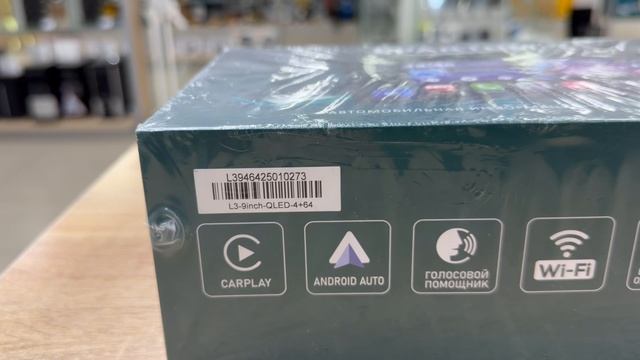 АВТОМОБИЛЬНАЯ
L3946425010273
L3-9inch-QLED-4+64
CARPLAY
ANDROID AUTO
ГОЛОСОВОЙ
ПОМОЩНИК
Wi-Fi